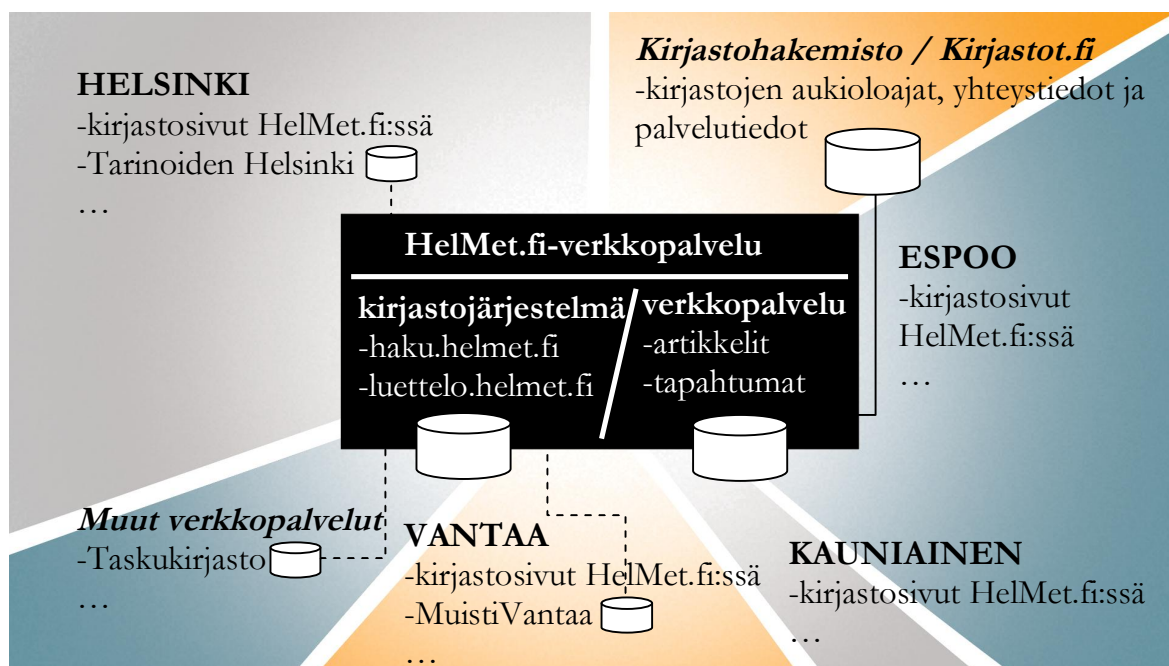 HELSINKI
-kirjastosivut HelMet.fi:ssä
-Tarinoiden Helsinki
…
Kirjastohakemisto / Kirjastot.fi
-kirjastojen aukioloajat, yhteystiedot ja
palvelutiedot
HelMet.fi-verkkopalvelu
kirjastojärjestelmä
-haku.helmet.fi
-luettelo.helmet.fi
verkkopalvelu
-artikkelit
-tapahtumat
ESPOO
-kirjastosivut
HelMet.fi:ssä
…
Muut verkkopalvelut
-Taskukirjasto
…
VANTAA
-kirjastosivut HelMet.fi:ssä
-MuistiVantaa
…
KAUNIAINEN
-kirjastosivut HelMet.fi:ssä
…